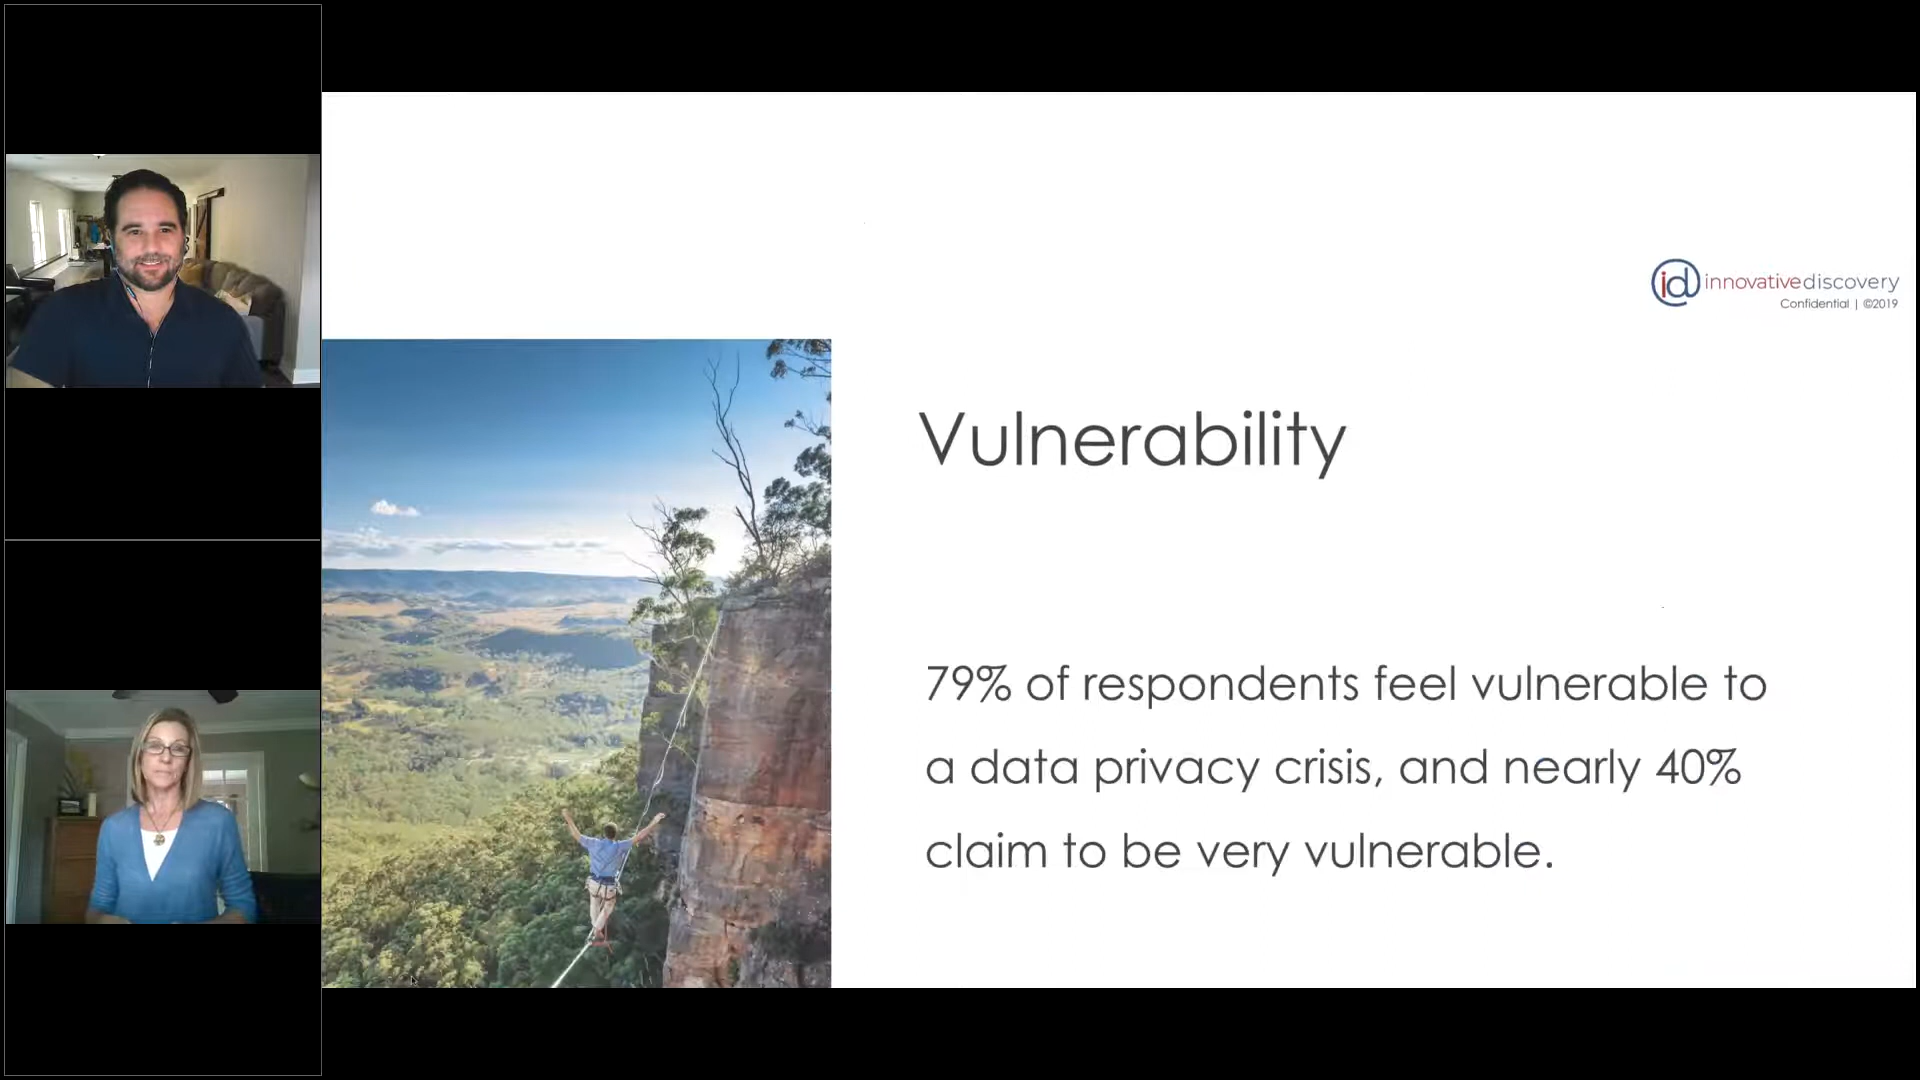 id innovativediscovery
Confidential | ©2019
Vulnerability
79% of respondents feel vulnerable to
a data privacy crisis, and nearly 40%
claim to be very vulnerable.